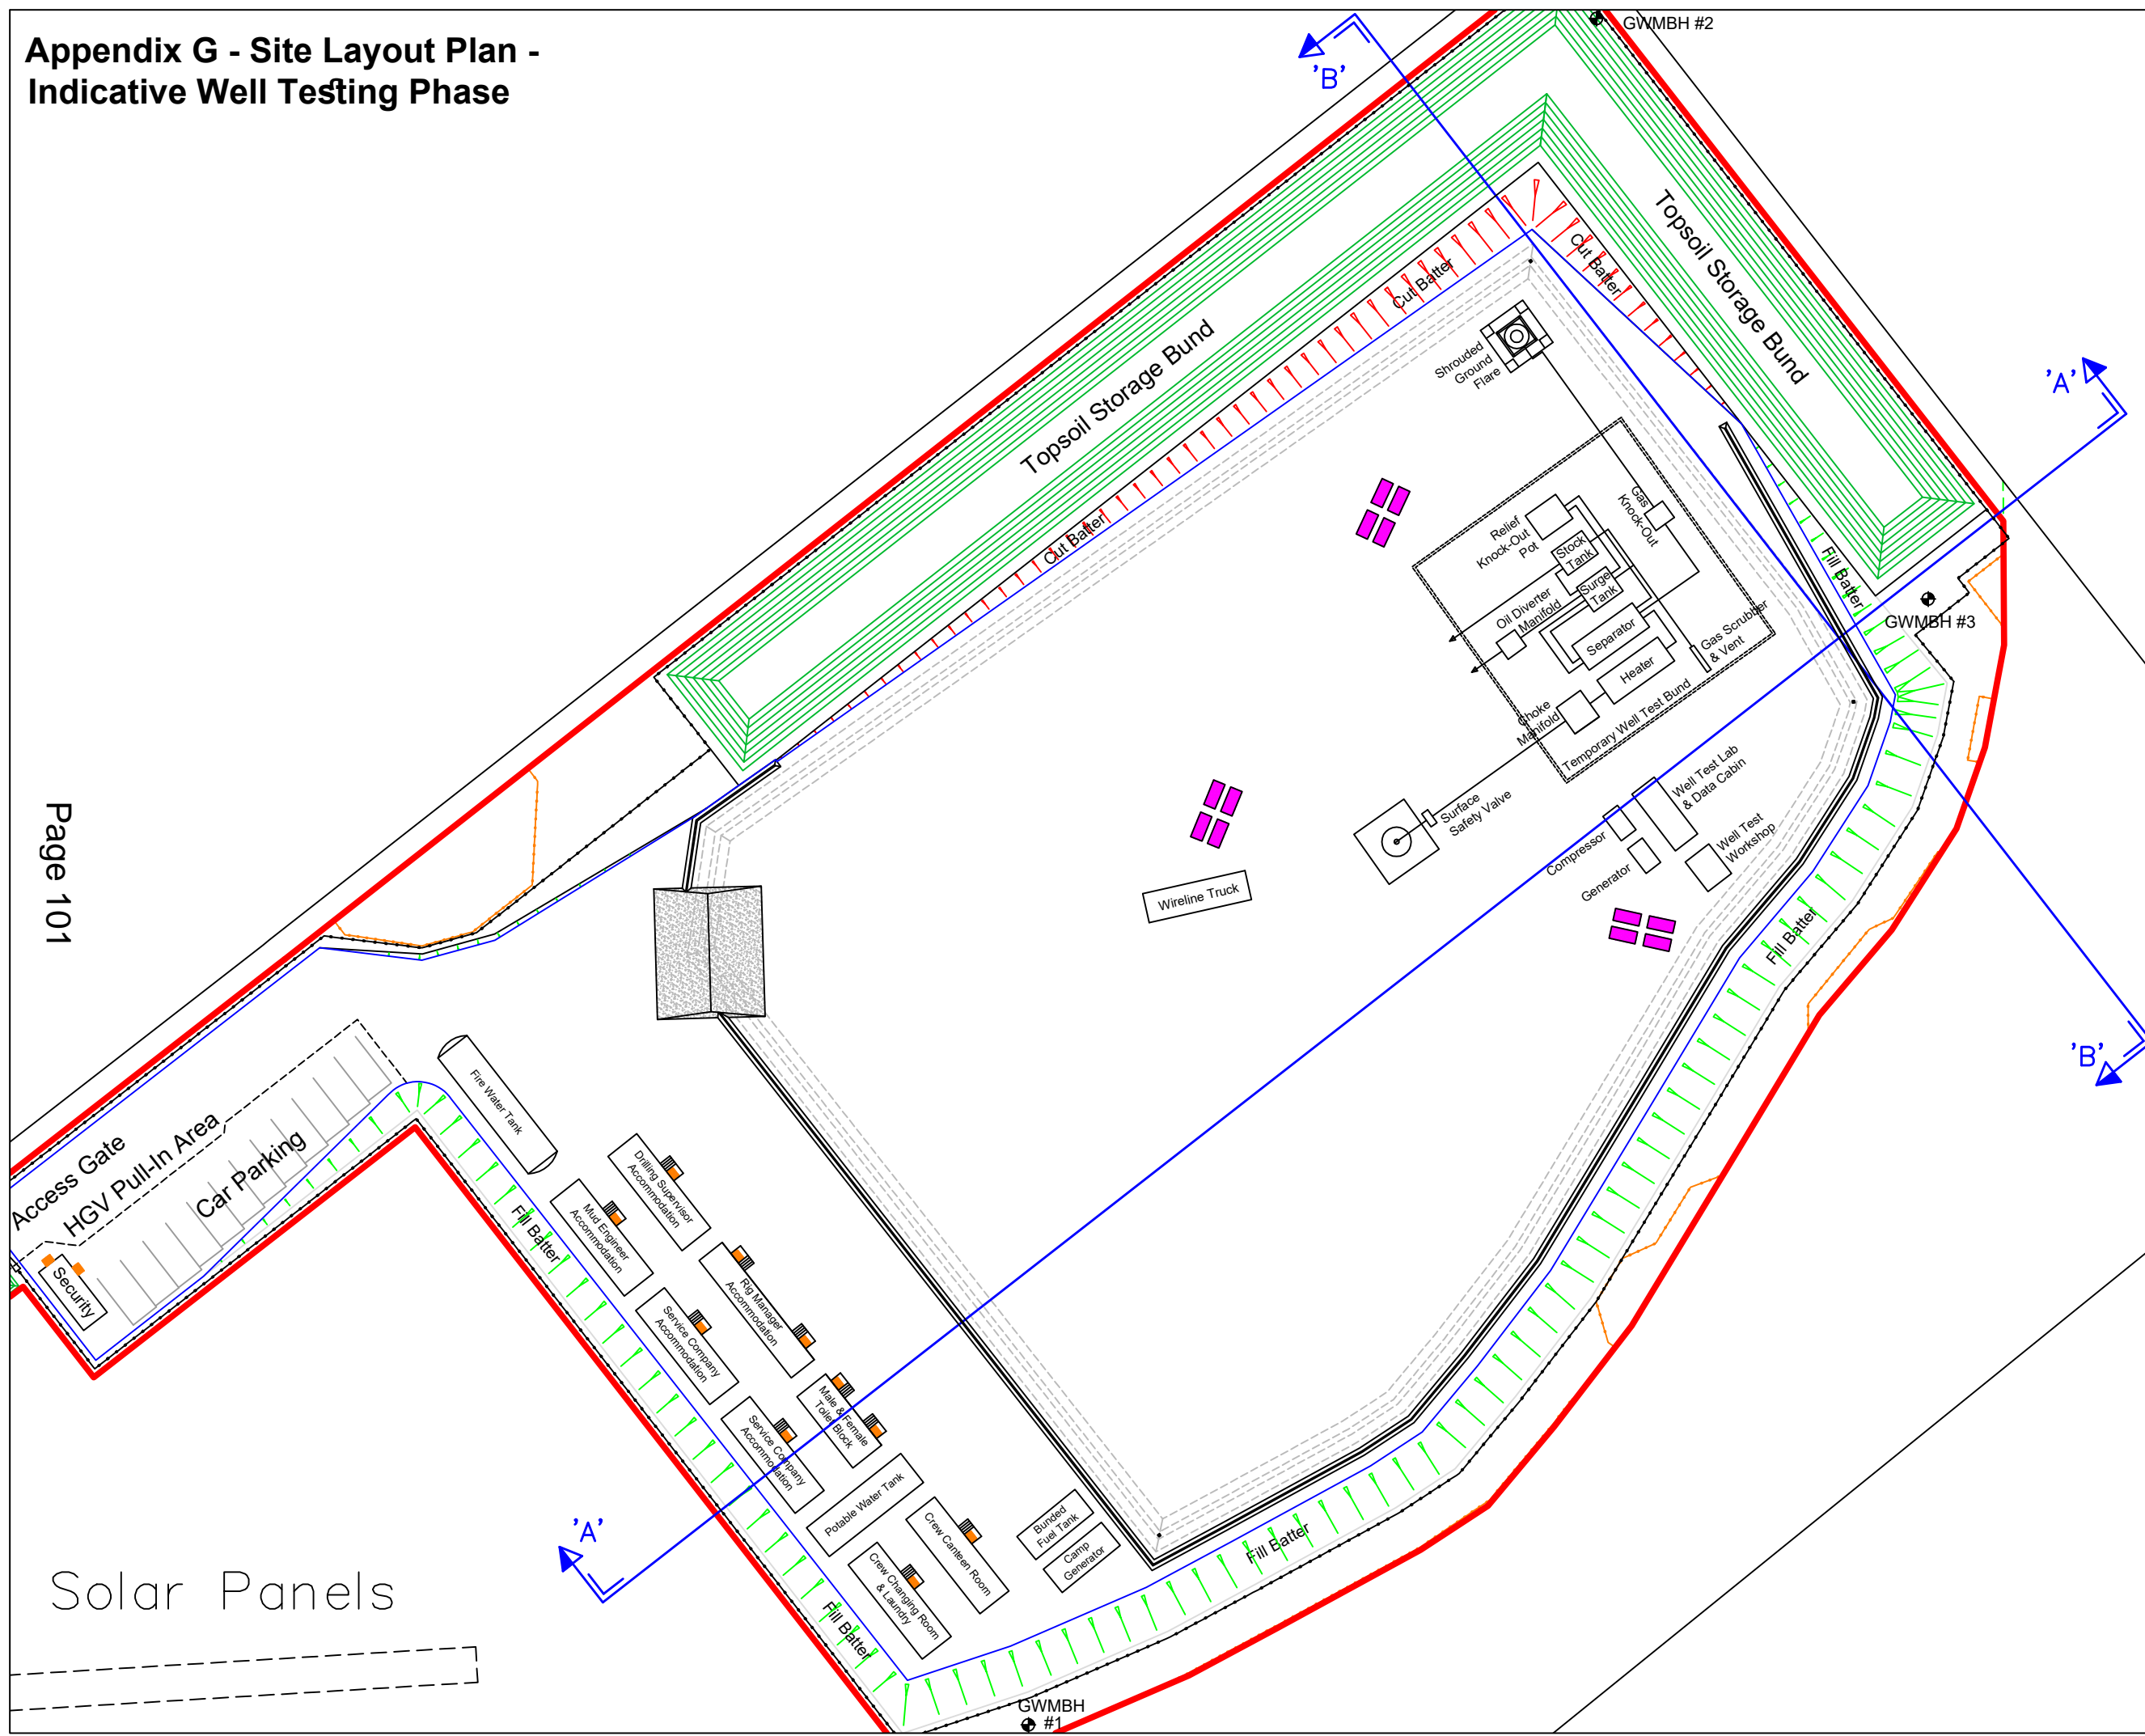 Appendix G - Site Layout Plan -
Indicative Well Testing Phase
GWMBH #2
'B'
Topsoil Storage Bund
Cut Batter
Cut Batter
'A'
Topsoil Storage Bund
Shrouded
Ground
Flare
Cut Batter
Gas
Knock-Out
Relief
Knock-Out
Pot
Stock
Tank
Surge
Tank
Oil Diverter
Manifold
Separator
Heater
Gas Scrubber
& Vent
Choke
Manifold
Temporary Well Test Bund
Fill Batter
GWMBH #3
Surface
Safety Valve
Well Test Lab
& Data Cabin
Compressor
Well Test
Workshop
Generator
Wireline Truck
Fill Batter
'B'
Page 101
Fire Water Tank
Access Gate
HGV Pull-In Area
Car Parking
Security
Fill Batter
Drilling Supervisor
Accommodation
Mud Engineer
Accommodation
Rig Manager
Accommodation
Service Company
Accommodation
Male & Female
Toilet Block
Service Company
Accommodation
Potable Water Tank
Crew Canteen Room
Bunded
Fuel Tank
Camp
Generator
Crew Changing Room
& Laundry
Fill Batter
Fill Batter
'A'
Solar Panels
GWMBH
#1